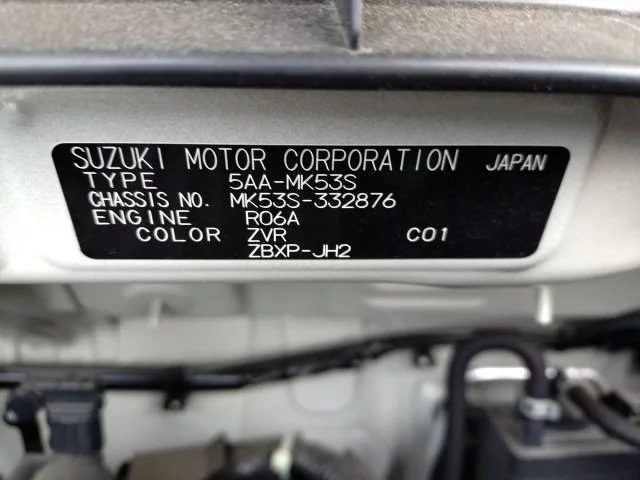 SUZUKI MOTOR CORPORATION JAPAN
TYPE 5AA-MK53S
CHASSIS NO. MK53S-332876
ENGINE R06A
COLOR ZVR C01
ZBXP-JH2